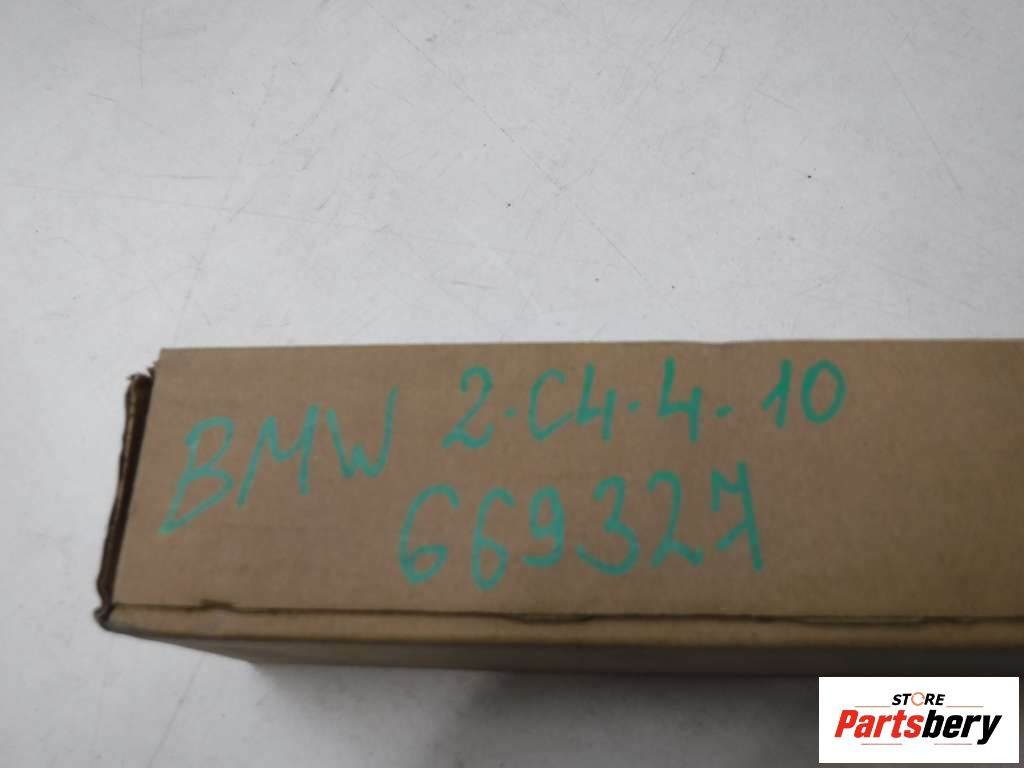 BMW 2-C4-4-10
669327
STORE
Partsbery